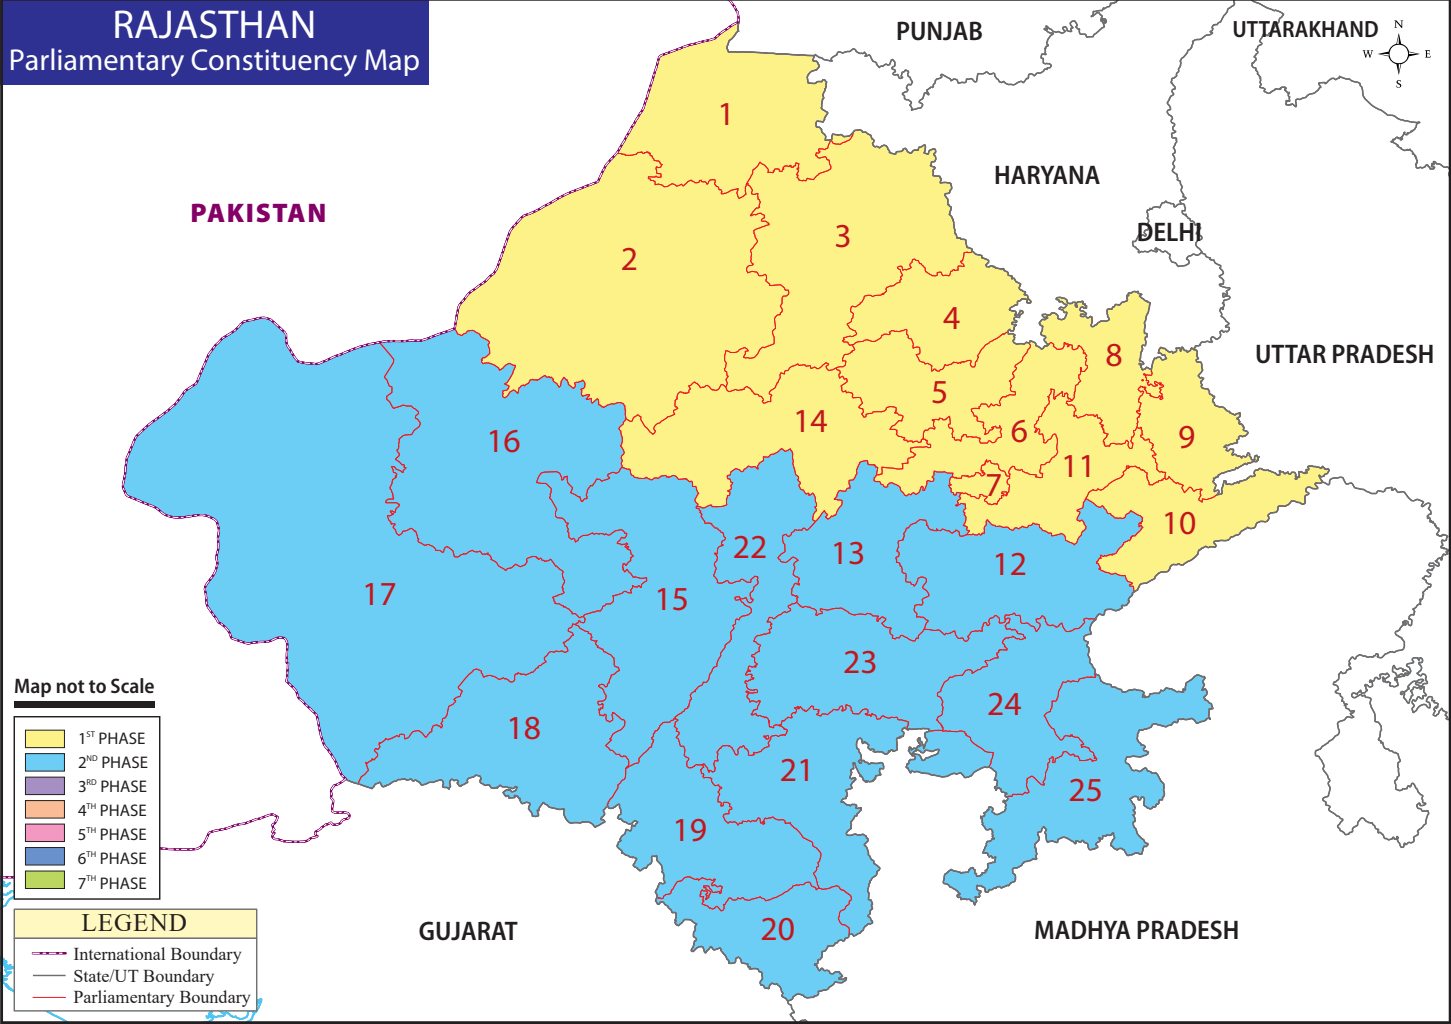 RAJASTHAN
Parliamentary Constituency Map
PUNJAB
UTTARAKHAND
N
W
E
S
1
HARYANA
PAKISTAN
DELHI
3
2
4
8
UTTAR PRADESH
5
14
6
9
16
11
7
10
22
13
12
17
15
23
24
18
21
25
19
20
Map not to Scale
1ST PHASE
2ND PHASE
3RD PHASE
4TH PHASE
5TH PHASE
6TH PHASE
7TH PHASE
LEGEND
International Boundary
State/UT Boundary
Parliamentary Boundary
GUJARAT
MADHYA PRADESH